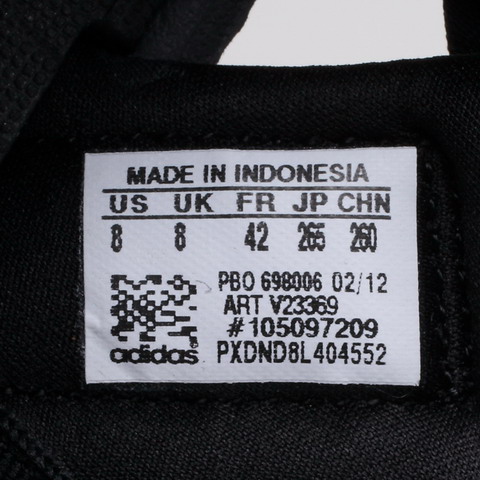 MADE IN INDONESIA
US UK FR JP CHN
8 8 42 265 260
PBO 698006 02/12
ART V23369
#105097209
adidas PXDND8L404552